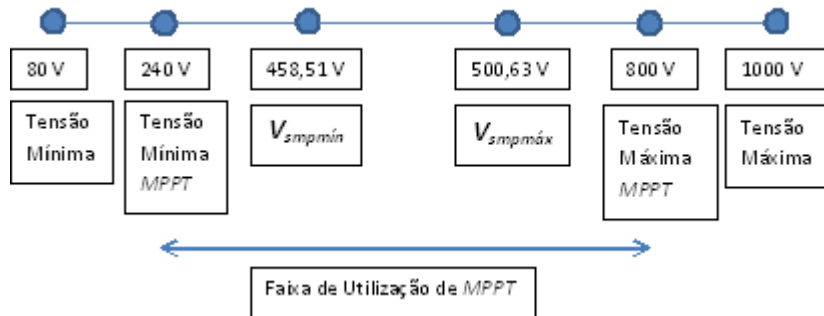 80 V
240 V
458,51 V
500,63 V
800 V
1000 V
Tensão
Mínima
Tensão
Mínima
MPPT
Vsmpmín
Vsmpmáx
Tensão
Máxima
MPPT
Tensão
Máxima
Faixa de Utilização de MPPT